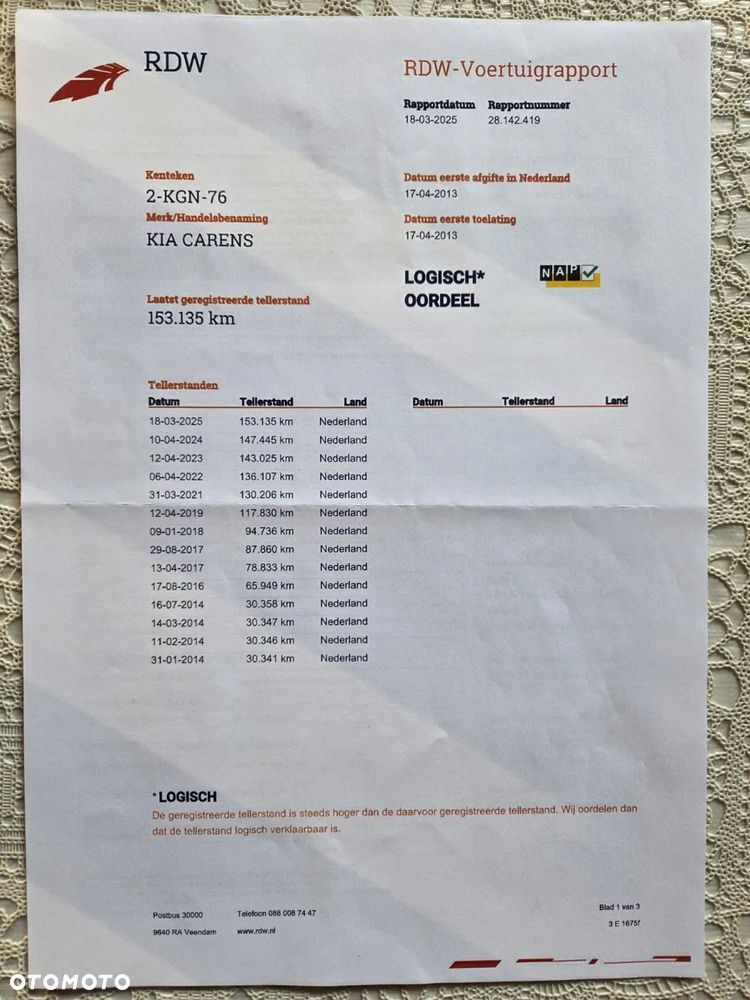 RDW
RDW-Voertuigrapport
Rapportdatum Rapportnummer
18-03-2025 28.142.419
Kenteken
2-KGN-76
Merk/Handelsbenaming
KIA CARENS
Datum eerste afgifte in Nederland
17-04-2013
Datum eerste toelating
17-04-2013
LOGISCH*
OORDEEL
NAP
Laatst geregistreerde tellerstand
153.135 km
Tellerstanden
Datum Tellerstand Land
18-03-2025 153.135 km Nederland
10-04-2024 147.445 km Nederland
12-04-2023 143.025 km Nederland
06-04-2022 136.107 km Nederland
31-03-2021 130.206 km Nederland
12-04-2019 117.830 km Nederland
09-01-2018 94.736 km Nederland
29-08-2017 87.860 km Nederland
13-04-2017 78.833 km Nederland
17-08-2016 65.949 km Nederland
16-07-2014 30.358 km Nederland
14-03-2014 30.347 km Nederland
11-02-2014 30.346 km Nederland
31-01-2014 30.341 km Nederland
Datum Tellerstand Land
*LOGISCH
De geregistreerde tellerstand is steeds hoger dan de daarvoor geregistreerde tellerstand. Wij oordelen dan
dat de tellerstand logisch verklaarbaar is.
Postbus 30000 Telefoon 088 008 74 47
9640 RA Veendam www.rdw.nl
Blad 1 van 3
3 E 1675f
OTOMOTO